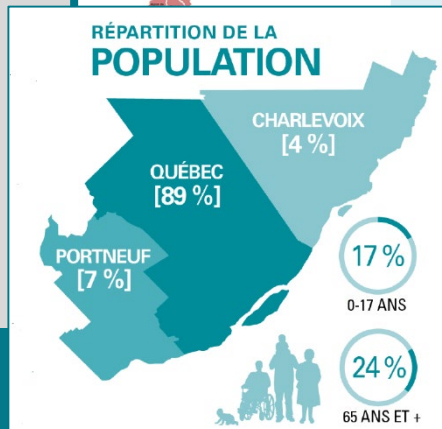 RÉPARTITION DE LA
POPULATION
CHARLEVOIX
[4 %]
QUÉBEC
[89 %]
PORTNEUF
[7 %]
17 %
0-17 ANS
24 %
65 ANS ET +